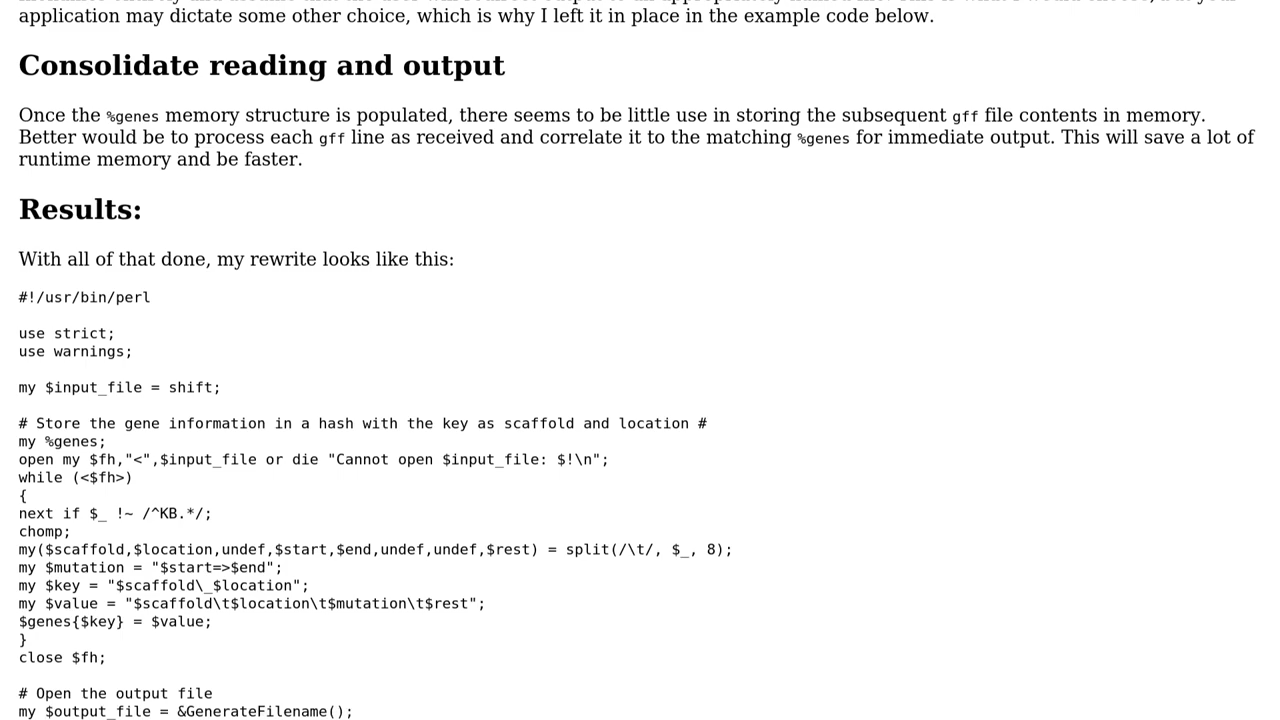 application may dictate some other choice, which is why I left it in place in the example code below.
Consolidate reading and output
Once the %genes memory structure is populated, there seems to be little use in storing the subsequent gff file contents in memory.
Better would be to process each gff line as received and correlate it to the matching %genes for immediate output. This will save a lot of
runtime memory and be faster.
Results:
With all of that done, my rewrite looks like this:
#!/usr/bin/perl
use strict;
use warnings;
my $input_file = shift;
# Store the gene information in a hash with the key as scaffold and location #
my %genes;
open my $fh,"<",$input_file or die "Cannot open $input_file: $!\n";
while (<$fh>)
{
next if $_ !~ /^KB.*/;
chomp;
my($scaffold,$location,undef,$start,$end,undef,undef,$rest) = split(/\t/, $_, 8);
my $mutation = "$start=>$end";
my $key = "$scaffold\_$location";
my $value = "$scaffold\t$location\t$mutation\t$rest";
$genes{$key} = $value;
}
close $fh;
# Open the output file
my $output_file = &GenerateFilename();